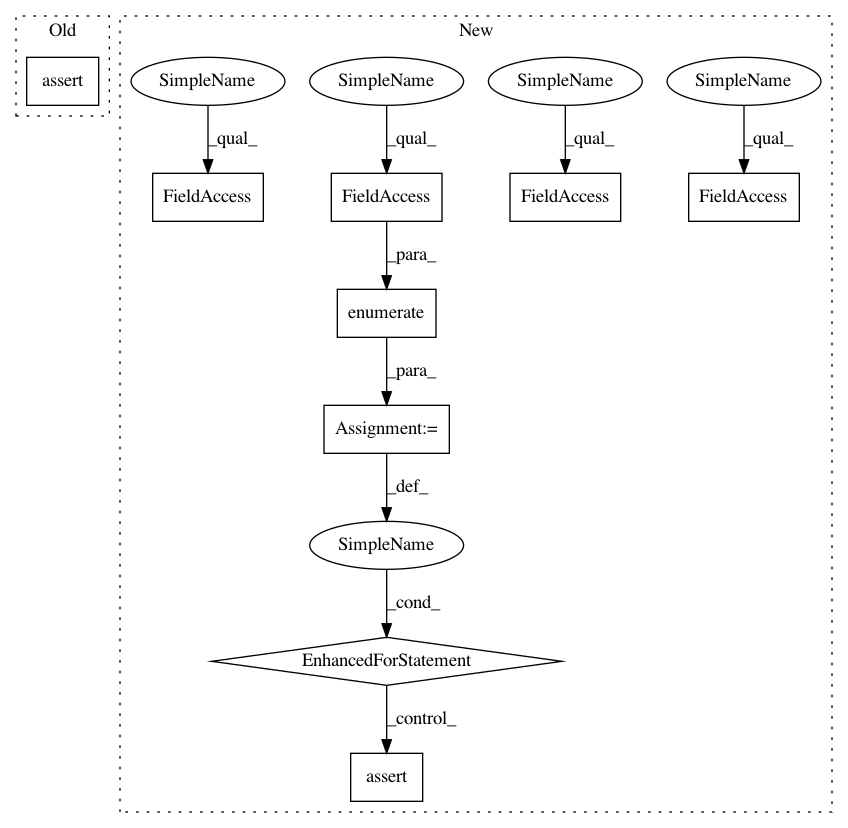 Old
New
assert
SimpleName
SimpleName
SimpleName
SimpleName
_qual_
_qual_
_qual_
_qual_
FieldAccess
FieldAccess
FieldAccess
FieldAccess
_para_
enumerate
_para_
Assignment:=
_def_
SimpleName
_cond_
EnhancedForStatement
_control_
assert